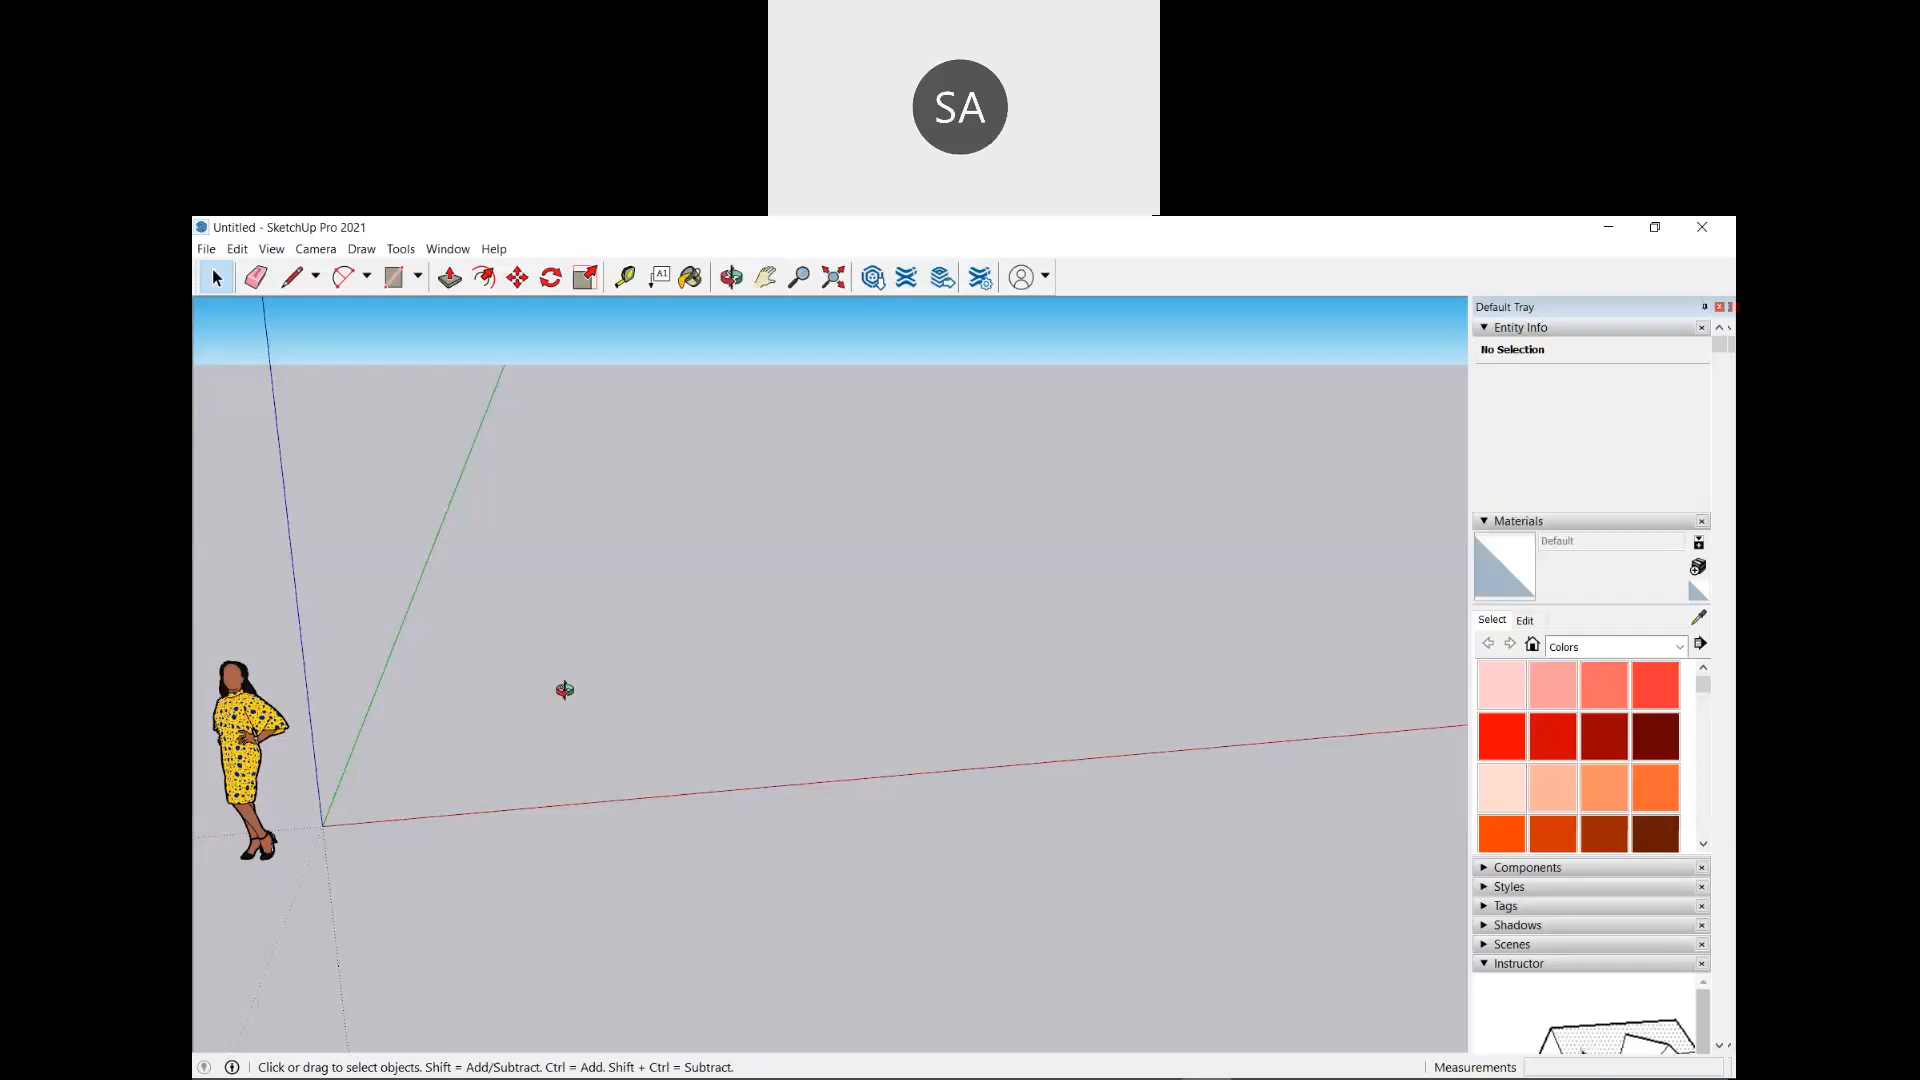 SA
Untitled - SketchUp Pro 2021
File Edit View Camera Draw Tools Window Help
A1
Default Tray
Entity Info
No Selection
Materials
Default
Select Edit
Colors
Components
Styles
Tags
Shadows
Scenes
Instructor
Click or drag to select objects. Shift = Add/Subtract. Ctrl = Add. Shift + Ctrl = Subtract.
Measurements